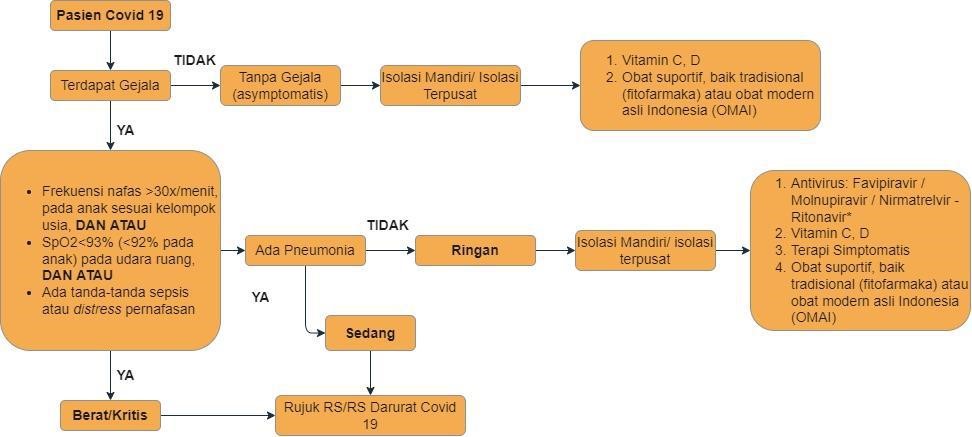 Pasien Covid 19
TIDAK
Terdapat Gejala
Tanpa Gejala
(asymptomatis)
Isolasi Mandiri/ Isolasi
Terpusat
1. Vitamin C, D
2. Obat suportif, baik tradisional
(fitofarmaka) atau obat modern
asli Indonesia (OMAI)
YA
Frekuensi nafas >30x/menit,
pada anak sesuai kelompok
usia, DAN ATAU
SpO2<93% (<92% pada
anak) pada udara ruang,
DAN ATAU
Ada tanda-tanda sepsis
atau distress pernafasan
TIDAK
Ada Pneumonia
Ringan
Isolasi Mandiri/ isolasi
terpusat
1. Antivirus: Favipiravir /
Molnupiravir / Nirmatrelvir -
Ritonavir*
2. Vitamin C, D
3. Terapi Simptomatis
4. Obat suportif, baik
tradisional (fitofarmaka) atau
obat modern asli Indonesia
(OMAI)
YA
Sedang
YA
Berat/Kritis
Rujuk RS/RS Darurat Covid
19